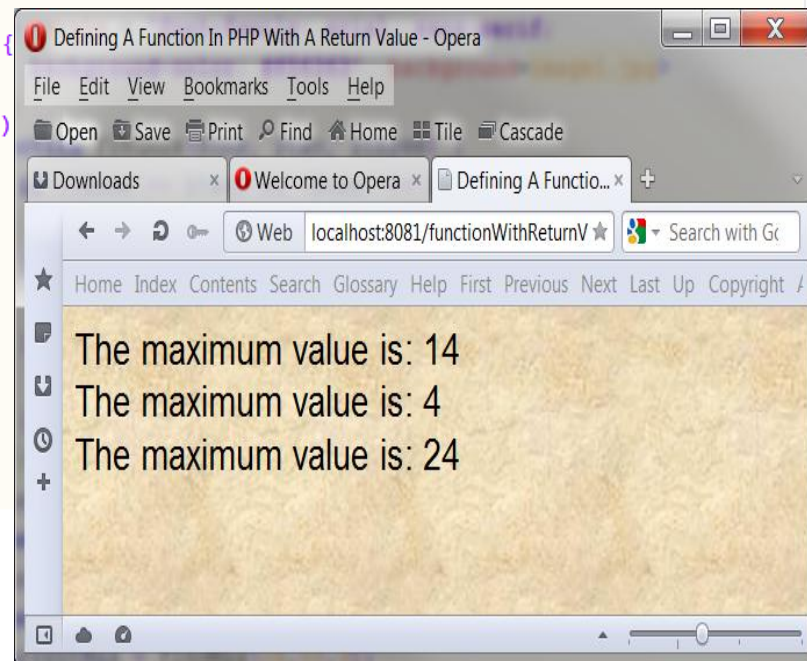 {
)
Defining A Function In PHP With A Return Value - Opera
File Edit View Bookmarks Tools Help
Open Save Print Find Home Tile Cascade
Downloads Welcome to Opera Defining A Functio...
Web localhost:8081/functionWithReturnV Search with Go
Home Index Contents Search Glossary Help First Previous Next Last Up Copyright A
The maximum value is: 14
The maximum value is: 4
The maximum value is: 24